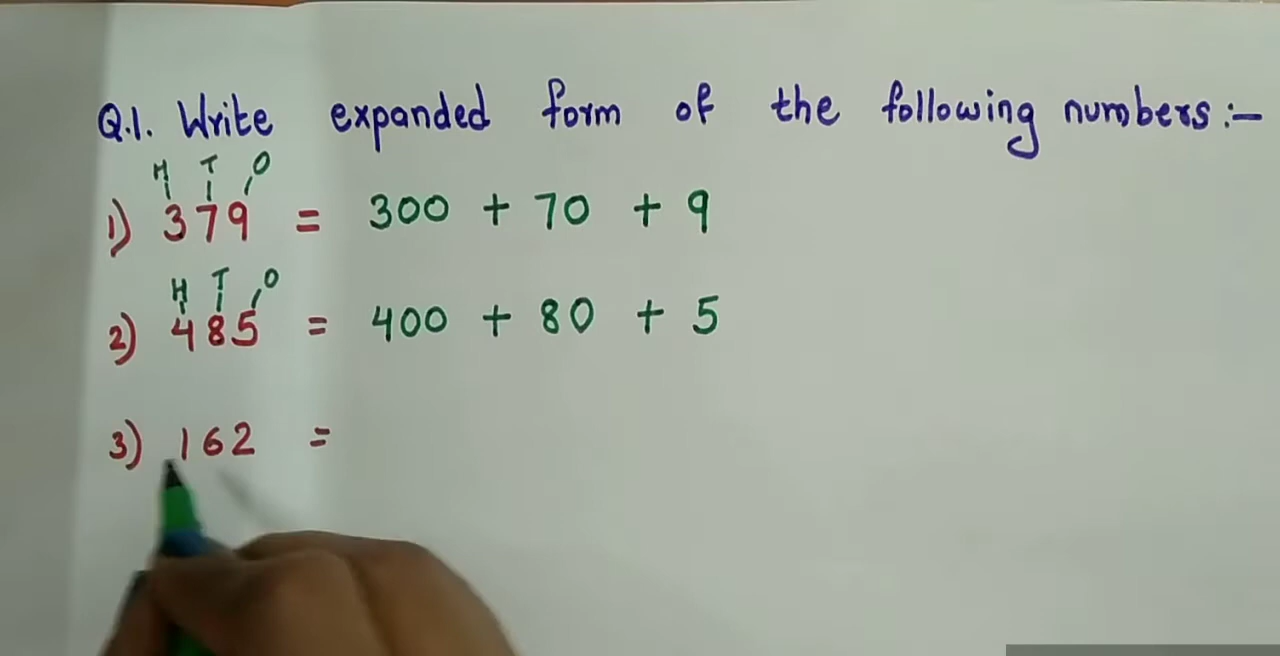 Q.1. Write expanded form of the following numbers:-
H T O
1) 379 = 300 + 70 + 9
H T O
2) 485 = 400 + 80 + 5
3) 162 =